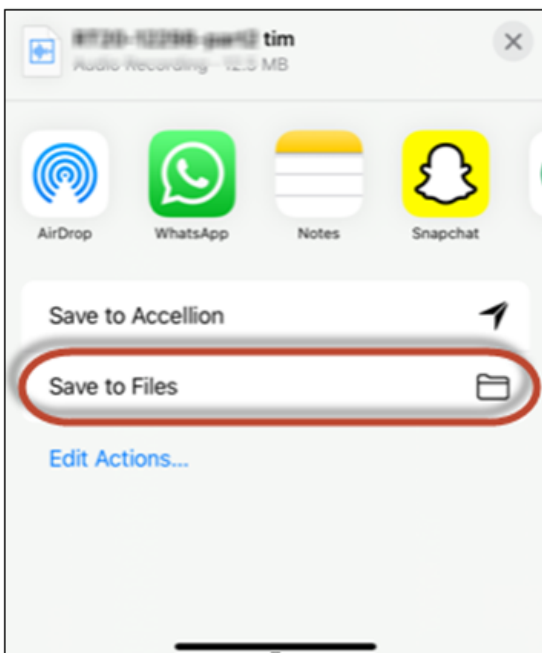 tim
Audio Recording - 12.5 MB
AirDrop
WhatsApp
Notes
Snapchat
Save to Accellion
Save to Files
Edit Actions...